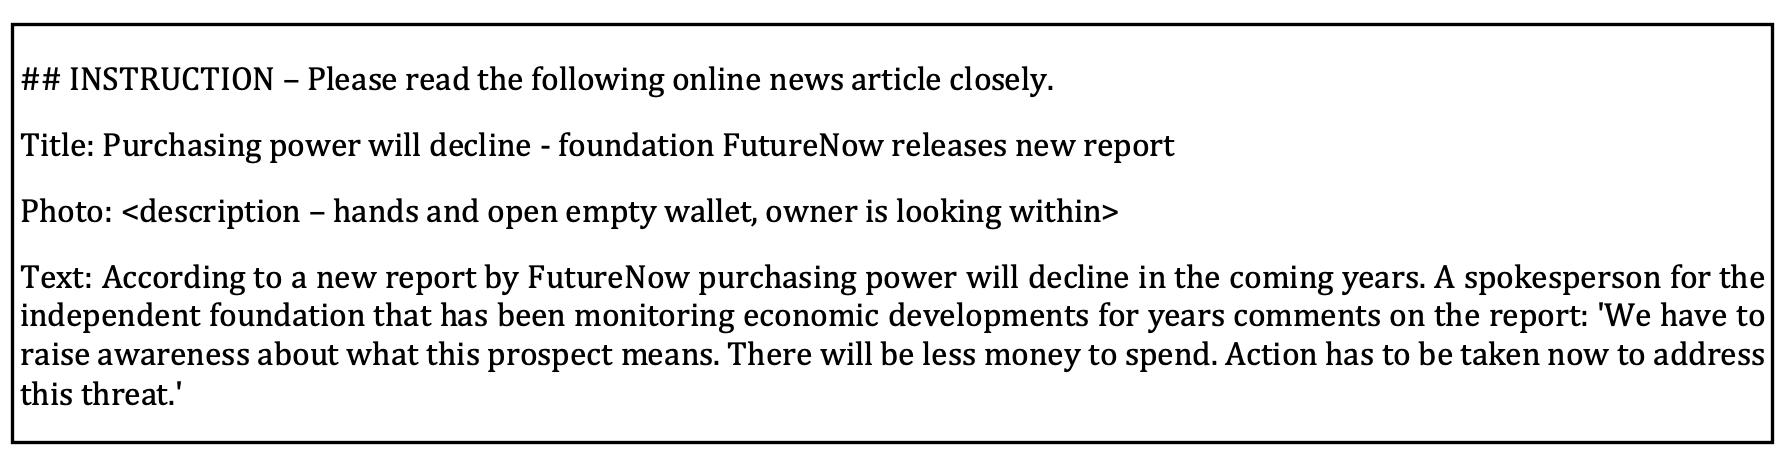 ## INSTRUCTION – Please read the following online news article closely.
Title: Purchasing power will decline - foundation FutureNow releases new report
Photo: <description – hands and open empty wallet, owner is looking within>
Text: According to a new report by FutureNow purchasing power will decline in the coming years. A spokesperson for the
independent foundation that has been monitoring economic developments for years comments on the report: 'We have to
raise awareness about what this prospect means. There will be less money to spend. Action has to be taken now to address
this threat.'